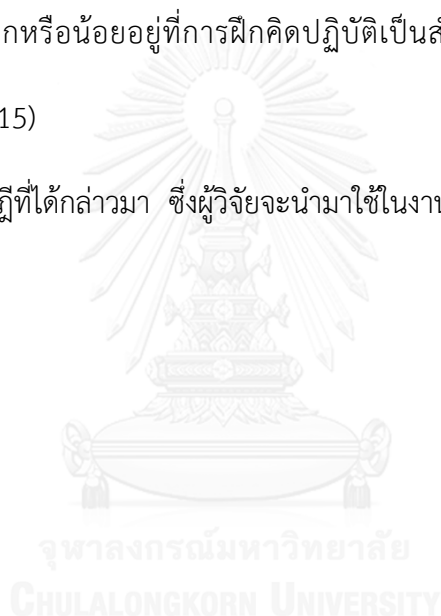 กหรือน้อยอยู่ที่การฝึกคิดปฏิบัติเป็นสำ
15)
ฎีที่ได้กล่าวมา ซึ่งผู้วิจัยจะนำมาใช้ในงาน
จุฬาลงกรณ์มหาวิทยาลัย
CHULALONGKORN UNIVERSITY